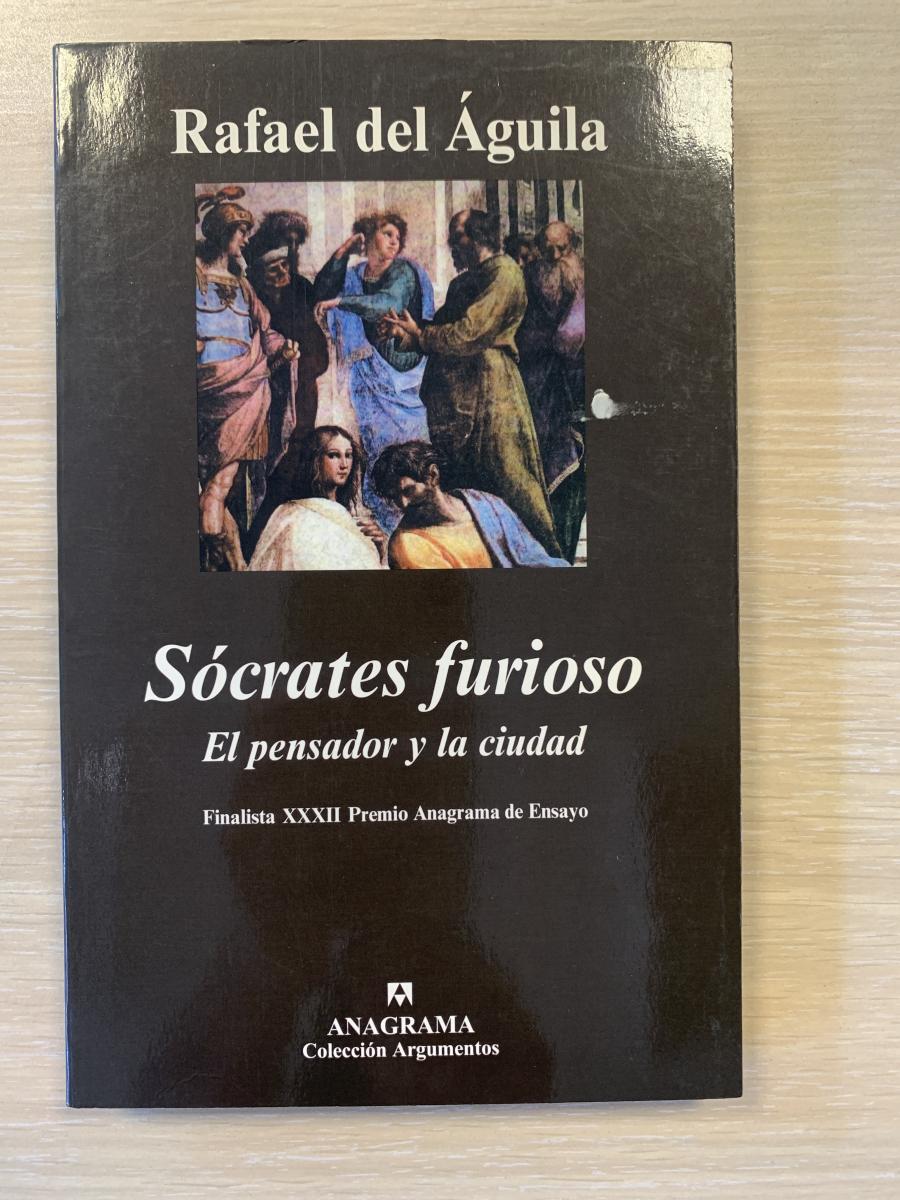 Rafael del Águila
Sócrates furioso
El pensador y la ciudad
Finalista XXXII Premio Anagrama de Ensayo
ANAGRAMA
Colección Argumentos